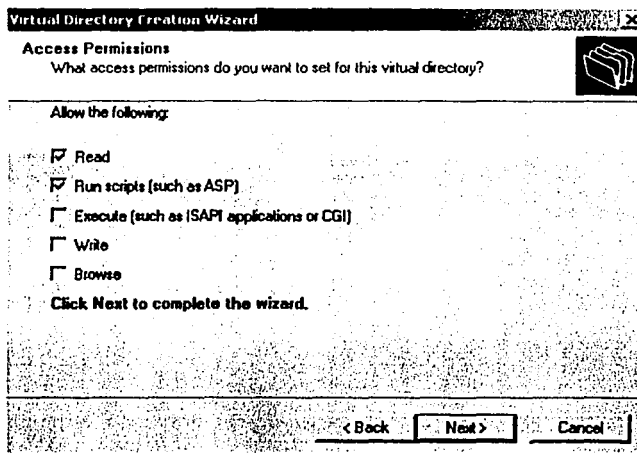 Virtual Directory Creation Wizard
Access Permissions
What access permissions do you want to set for this virtual directory?
Allow the following:
Read
Run scripts (such as ASP)
Execute (such as ISAPI applications or CGI)
Write
Browse
Click Next to complete the wizard.
< Back Next > Cancel